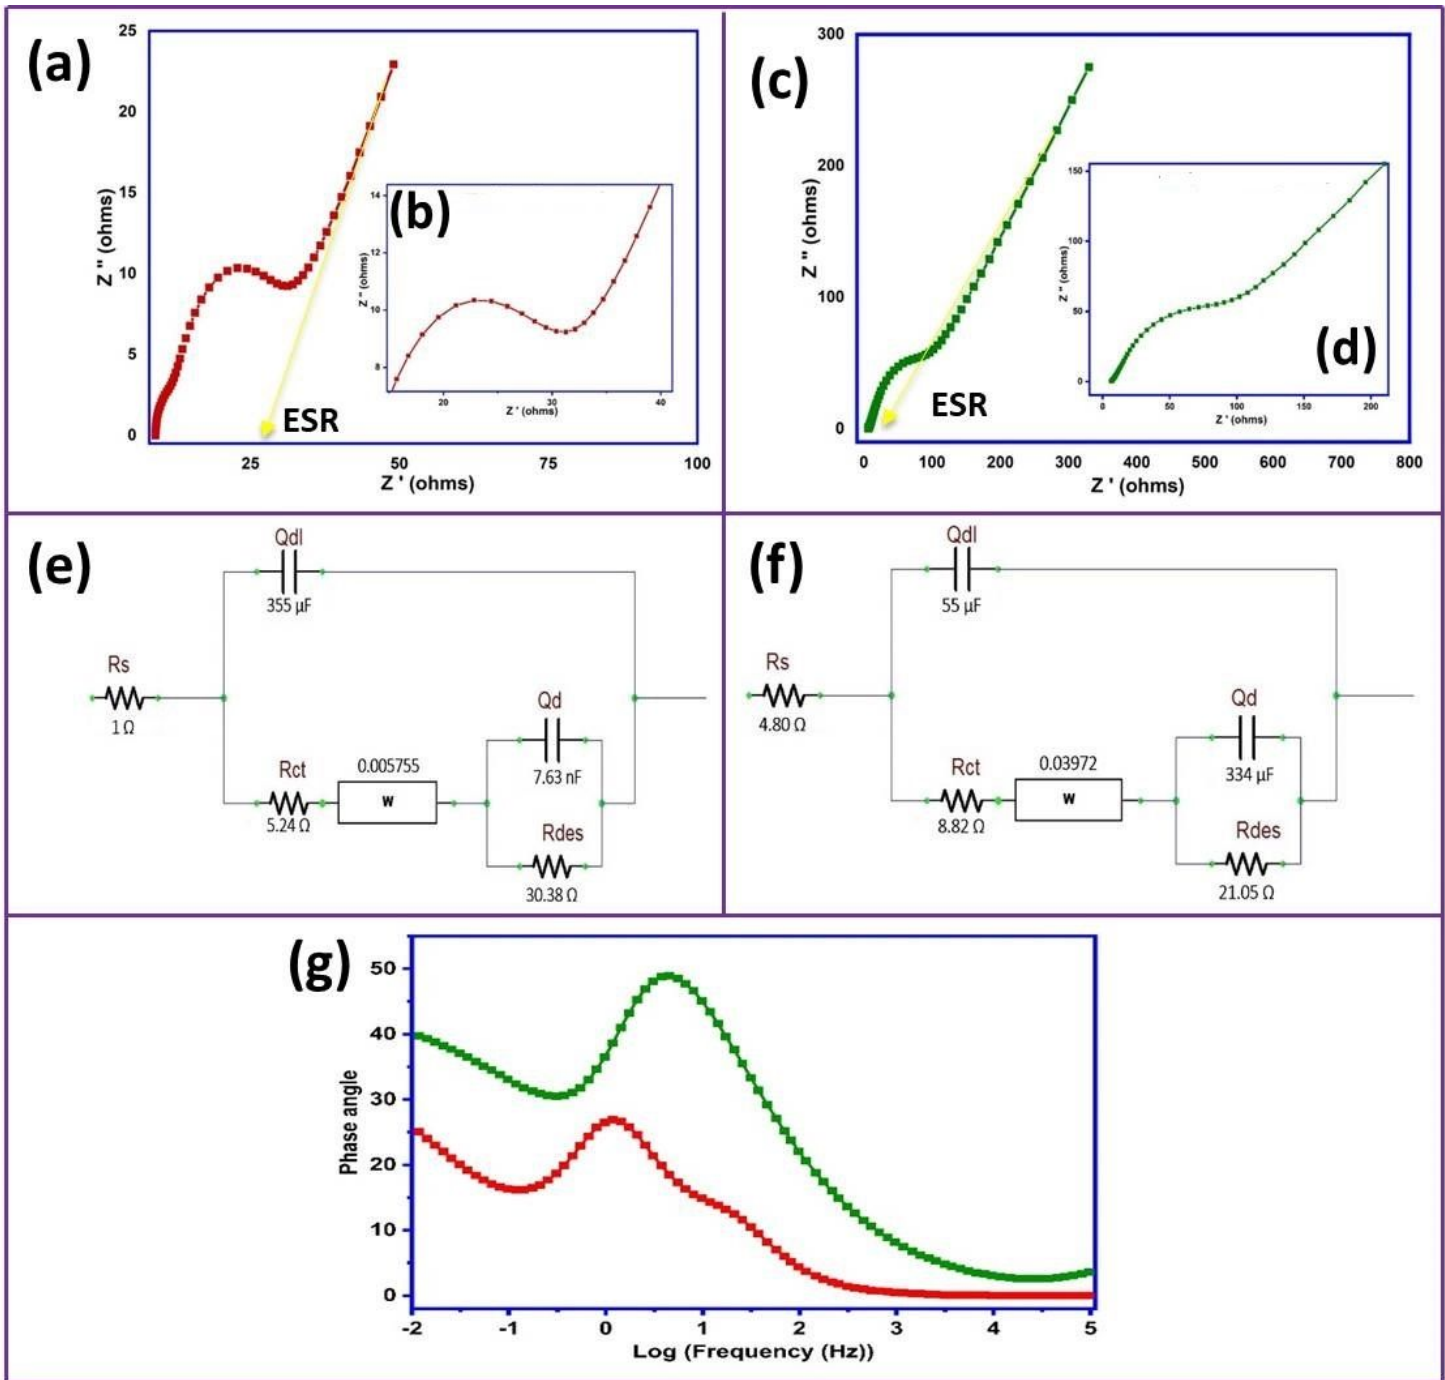 (a)
25
20
15
10
5
0
Z '' (ohms)
25
50
75
100
Z ' (ohms)
ESR
(b)
14
12
10
8
Z '' (ohms)
20
30
40
Z ' (ohms)
(c)
300
200
100
0
Z '' (ohms)
0
100
200
300
400
500
600
700
800
Z ' (ohms)
ESR
(d)
150
100
50
0
Z '' (ohms)
0
50
100
150
200
Z ' (ohms)
(e)
Qdl
355 µF
Rs
1 Ω
Qd
7.63 nF
Rct
5.24 Ω
0.005755
W
Rdes
30.38 Ω
(f)
Qdl
55 µF
Rs
4.80 Ω
Qd
334 µF
Rct
8.82 Ω
0.03972
W
Rdes
21.05 Ω
(g)
50
40
30
20
10
0
Phase angle
-2
-1
0
1
2
3
4
5
Log (Frequency (Hz))